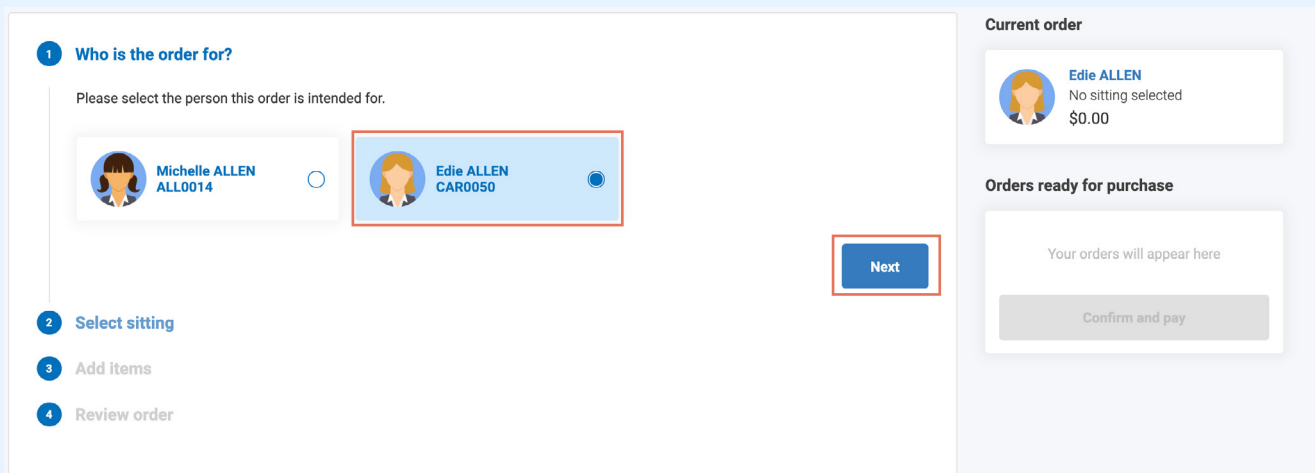 1 Who is the order for?
Please select the person this order is intended for.
Michelle ALLEN
ALL0014
Edie ALLEN
CAR0050
Next
2 Select sitting
3 Add items
4 Review order
Current order
Edie ALLEN
No sitting selected
$0.00
Orders ready for purchase
Your orders will appear here
Confirm and pay